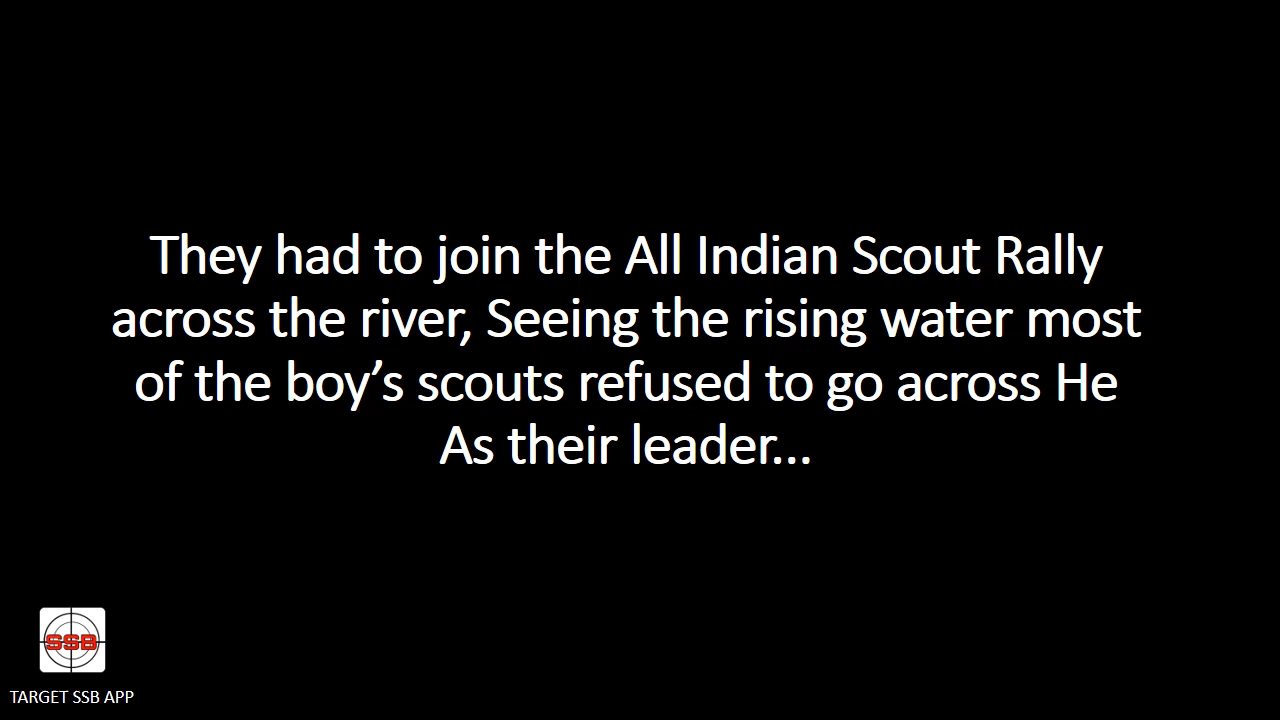 They had to join the All Indian Scout Rally
across the river, Seeing the rising water most
of the boy’s scouts refused to go across He
As their leader...
SSB
TARGET SSB APP